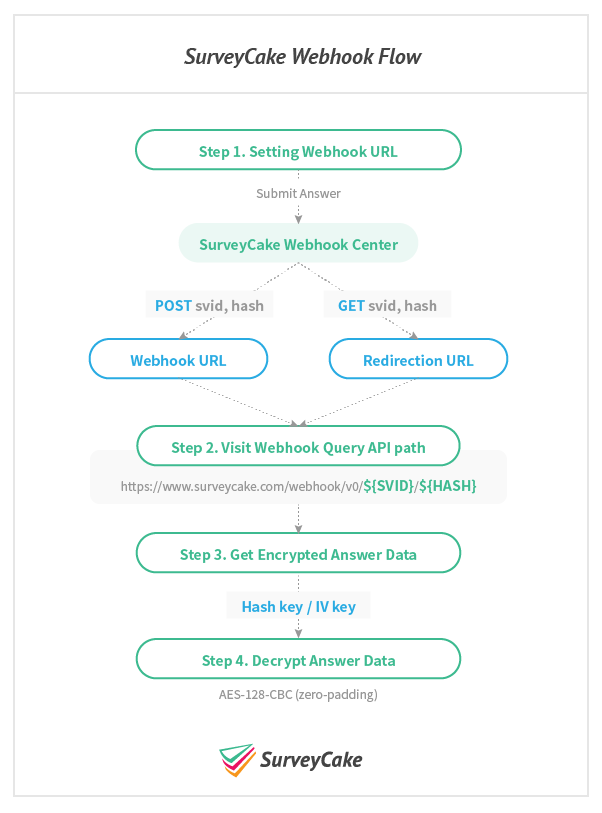 SurveyCake Webhook Flow
Step 1. Setting Webhook URL
Submit Answer
SurveyCake Webhook Center
POST svid, hash
GET svid, hash
Webhook URL
Redirection URL
Step 2. Visit Webhook Query API path
https://www.surveycake.com/webhook/v0/${SVID}/${HASH}
Step 3. Get Encrypted Answer Data
Hash key / IV key
Step 4. Decrypt Answer Data
AES-128-CBC (zero-padding)
SurveyCake